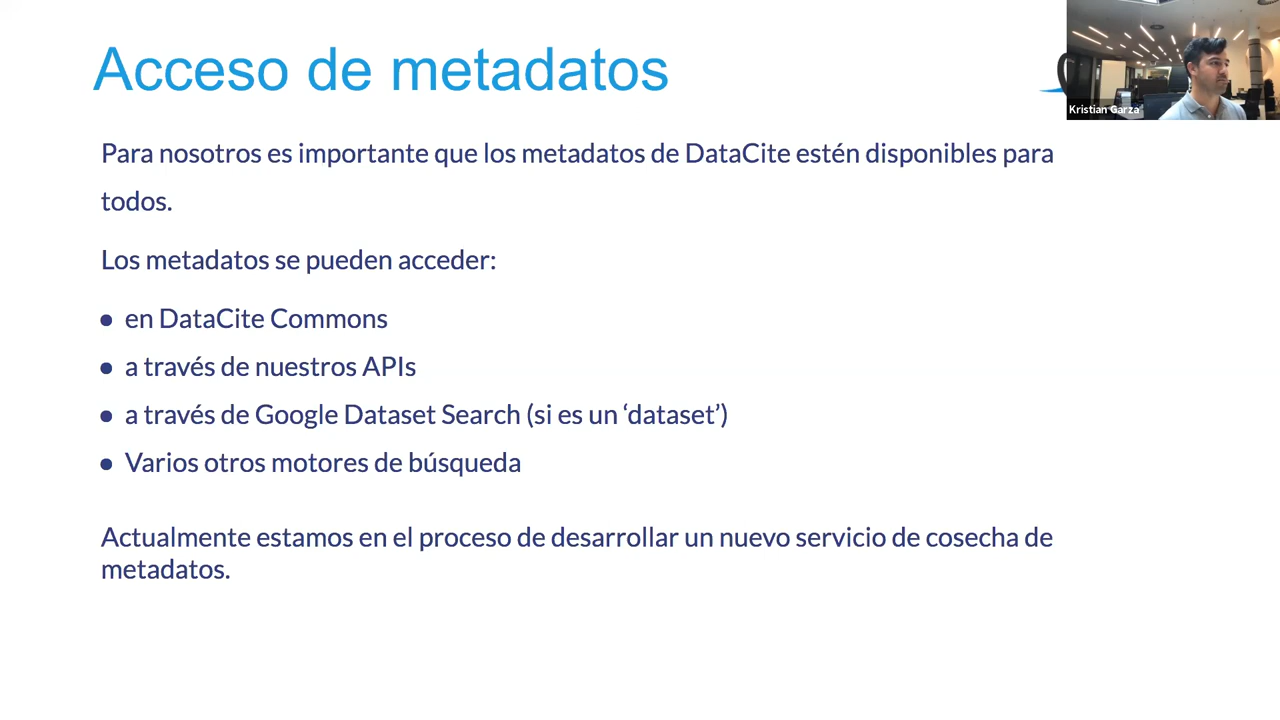 Acceso de metadatos
Kristian Garza
Para nosotros es importante que los metadatos de DataCite estén disponibles para
todos.
Los metadatos se pueden acceder:
● en DataCite Commons
● a través de nuestros APIs
● a través de Google Dataset Search (si es un ‘dataset’)
● Varios otros motores de búsqueda
Actualmente estamos en el proceso de desarrollar un nuevo servicio de cosecha de
metadatos.